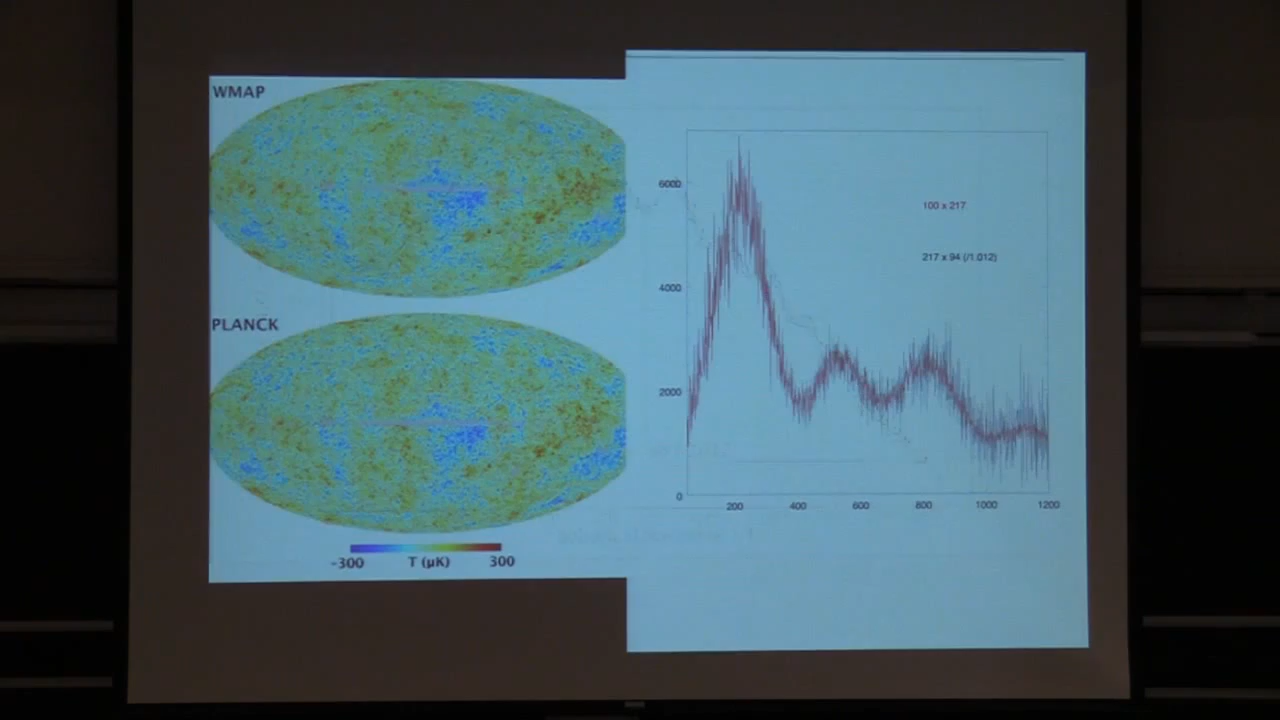 WMAP
PLANCK
-300 T (µK) 300
6000
4000
2000
0
200 400 600 800 1000 1200
100 x 217
217 x 94 (/1.012)